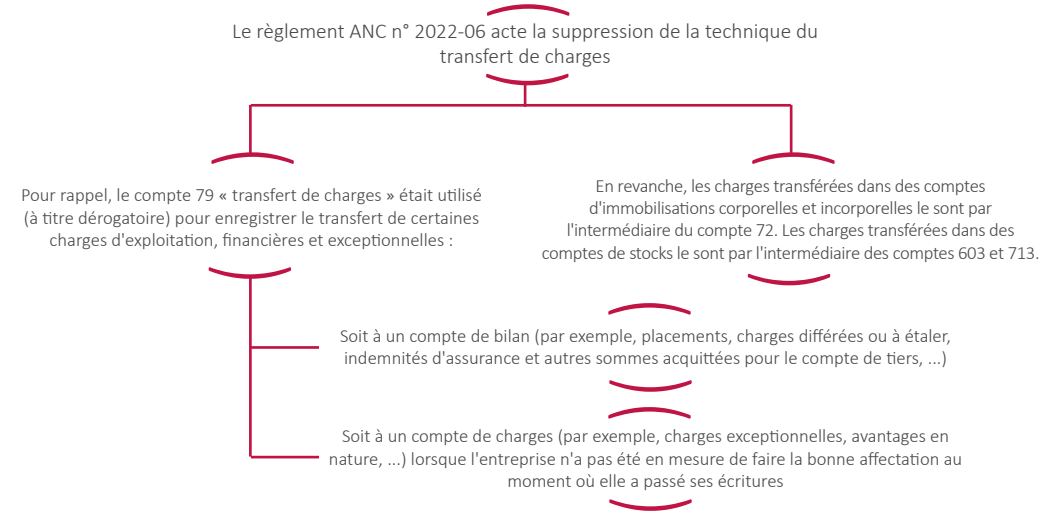 Le règlement ANC n° 2022-06 acte la suppression de la technique du
transfert de charges
Pour rappel, le compte 79 « transfert de charges » était utilisé
(à titre dérogatoire) pour enregistrer le transfert de certaines
charges d'exploitation, financières et exceptionnelles :
En revanche, les charges transférées dans des comptes
d'immobilisations corporelles et incorporelles le sont par
l'intermédiaire du compte 72. Les charges transférées dans des
comptes de stocks le sont par l'intermédiaire des comptes 603 et 713.
Soit à un compte de bilan (par exemple, placements, charges différées ou à étaler,
indemnités d'assurance et autres sommes acquittées pour le compte de tiers, ...)
Soit à un compte de charges (par exemple, charges exceptionnelles, avantages en
nature, ...) lorsque l'entreprise n'a pas été en mesure de faire la bonne affectation au
moment où elle a passé ses écritures